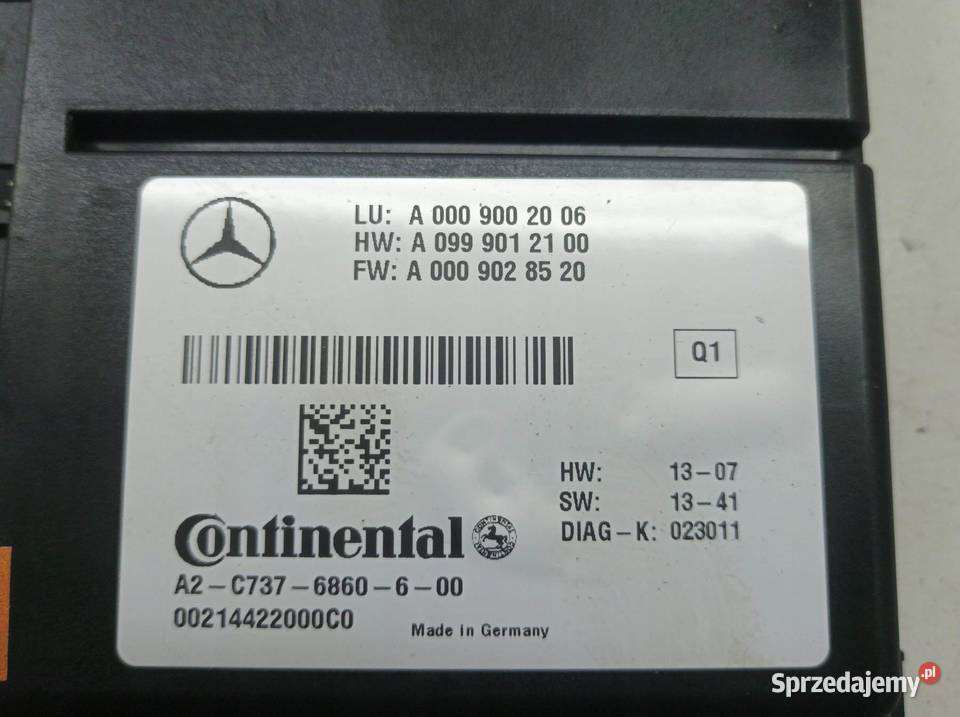 LU: A 000 900 20 06
HW: A 099 901 21 00
FW: A 000 902 85 20
Q1
HW: 13-07
SW: 13-41
DIAG-K: 023011
Continental
A2-C737-6860-6-00
00214422000C0
Made in Germany
Sprzedajemy.pl